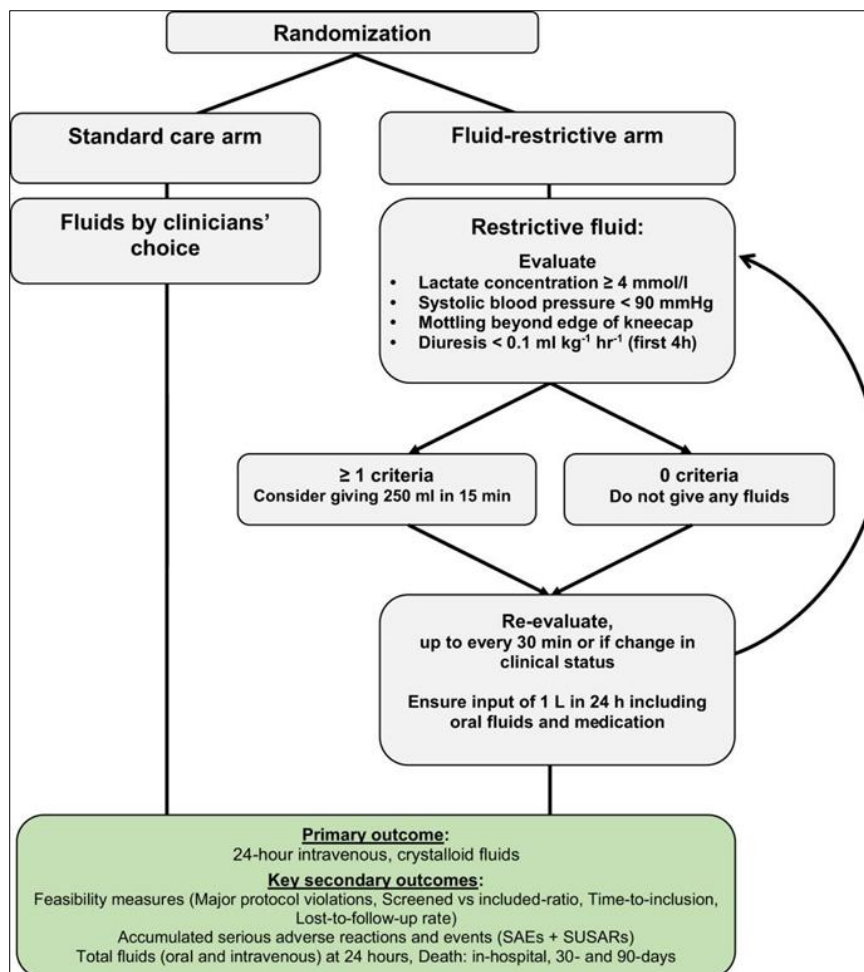 Randomization
Standard care arm
Fluid-restrictive arm
Fluids by clinicians’
choice
Restrictive fluid:
Evaluate
• Lactate concentration ≥ 4 mmol/l
• Systolic blood pressure < 90 mmHg
• Mottling beyond edge of kneecap
• Diuresis < 0.1 ml kg⁻¹ hr⁻¹ (first 4h)
≥ 1 criteria
Consider giving 250 ml in 15 min
0 criteria
Do not give any fluids
Re-evaluate,
up to every 30 min or if change in
clinical status
Ensure input of 1 L in 24 h including
oral fluids and medication
Primary outcome:
24-hour intravenous, crystalloid fluids
Key secondary outcomes:
Feasibility measures (Major protocol violations, Screened vs included-ratio, Time-to-inclusion,
Lost-to-follow-up rate)
Accumulated serious adverse reactions and events (SAEs + SUSARs)
Total fluids (oral and intravenous) at 24 hours, Death: in-hospital, 30- and 90-days